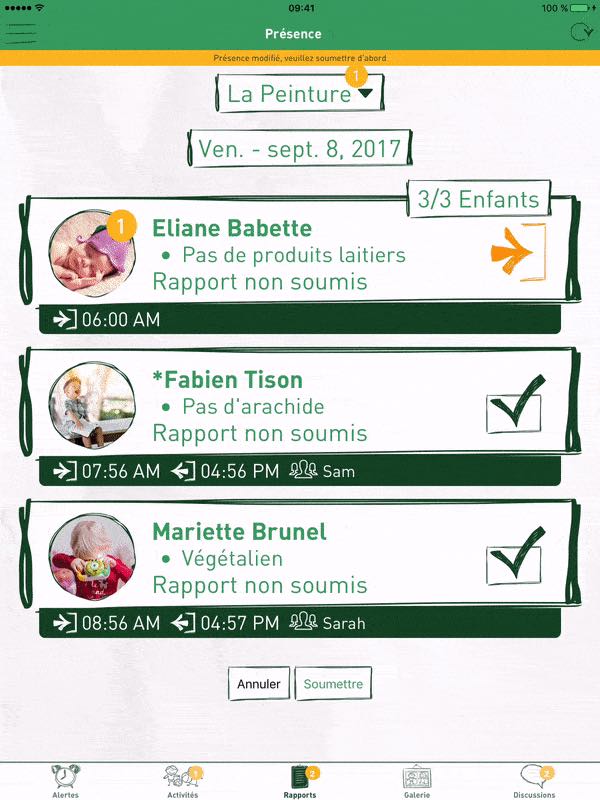 09:41
100 %
Présence
Présence modifié, veuillez soumettre d'abord
1
La Peinture
Ven. - sept. 8, 2017
3/3 Enfants
1
Eliane Babette
• Pas de produits laitiers
Rapport non soumis
06:00 AM
*Fabien Tison
• Pas d'arachide
Rapport non soumis
07:56 AM 04:56 PM Sam
Mariette Brunel
• Végétalien
Rapport non soumis
08:56 AM 04:57 PM Sarah
Annuler Soumettre
1 2 2
Alertes Activités Rapports Galerie Discussions